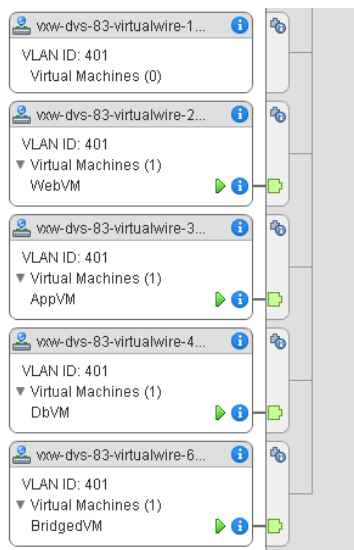 vxw-dvs-83-virtualwire-1...
VLAN ID: 401
Virtual Machines (0)
vxw-dvs-83-virtualwire-2...
VLAN ID: 401
Virtual Machines (1)
WebVM
vxw-dvs-83-virtualwire-3...
VLAN ID: 401
Virtual Machines (1)
AppVM
vxw-dvs-83-virtualwire-4...
VLAN ID: 401
Virtual Machines (1)
DbVM
vxw-dvs-83-virtualwire-6...
VLAN ID: 401
Virtual Machines (1)
BridgedVM